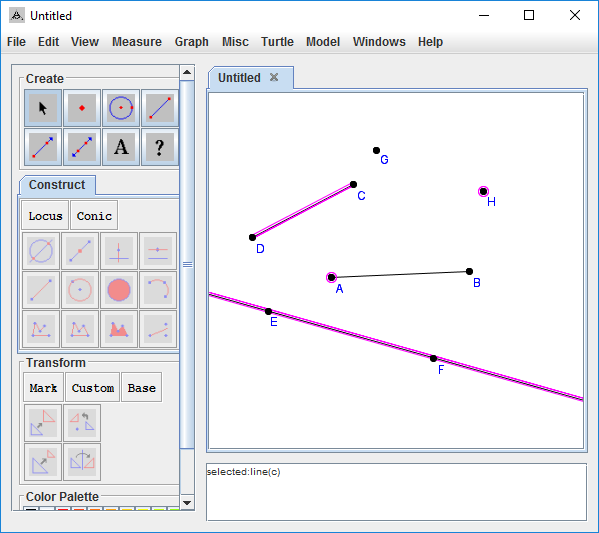 Untitled
File Edit View Measure Graph Misc Turtle Model Windows Help
Create
A ?
Construct
Locus Conic
Transform
Mark Custom Base
Color Palette
Untitled
G
C
H
D
A
B
E
F
selected:line(c)